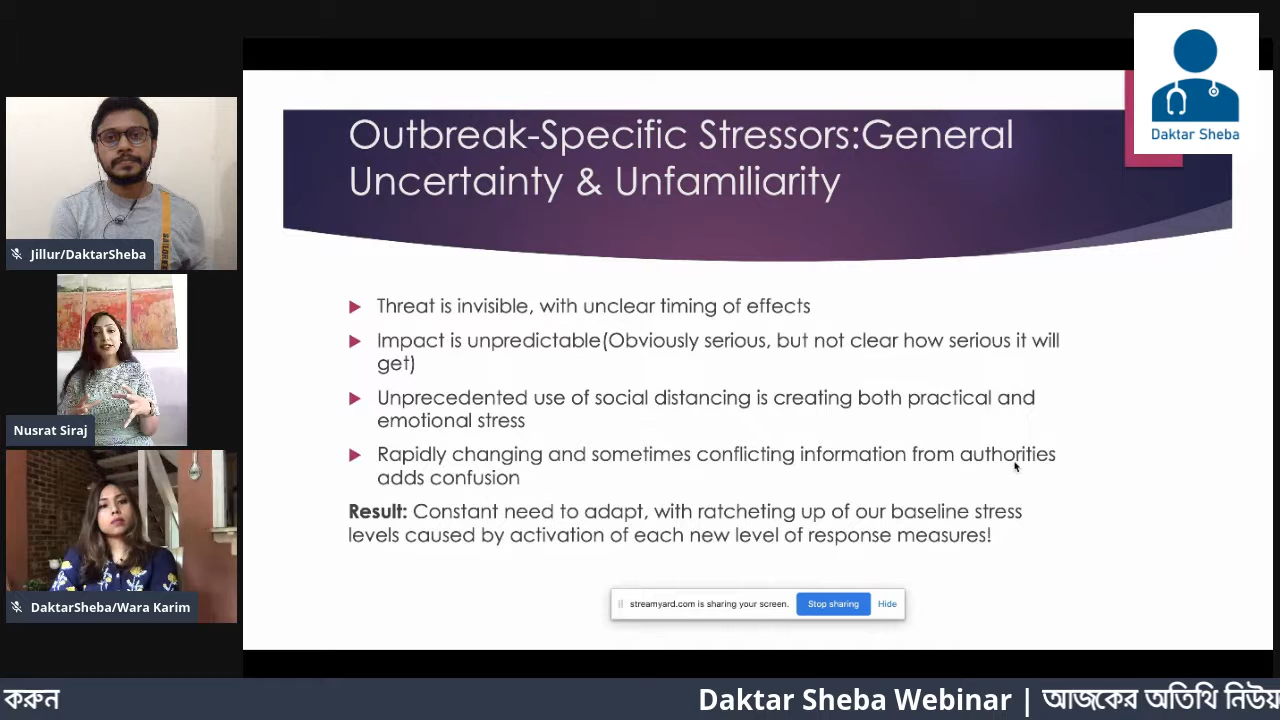 Daktar Sheba
Outbreak-Specific Stressors:General
Uncertainty & Unfamiliarity
Threat is invisible, with unclear timing of effects
Impact is unpredictable(Obviously serious, but not clear how serious it will
get)
Unprecedented use of social distancing is creating both practical and
emotional stress
Rapidly changing and sometimes conflicting information from authorities
adds confusion
Result: Constant need to adapt, with ratcheting up of our baseline stress
levels caused by activation of each new level of response measures!
streamyard.com is sharing your screen. Stop sharing Hide
Jillur/DaktarSheba
Nusrat Siraj
DaktarSheba/Wara Karim
করুন Daktar Sheba Webinar | আজকের অতিথি নিউয়